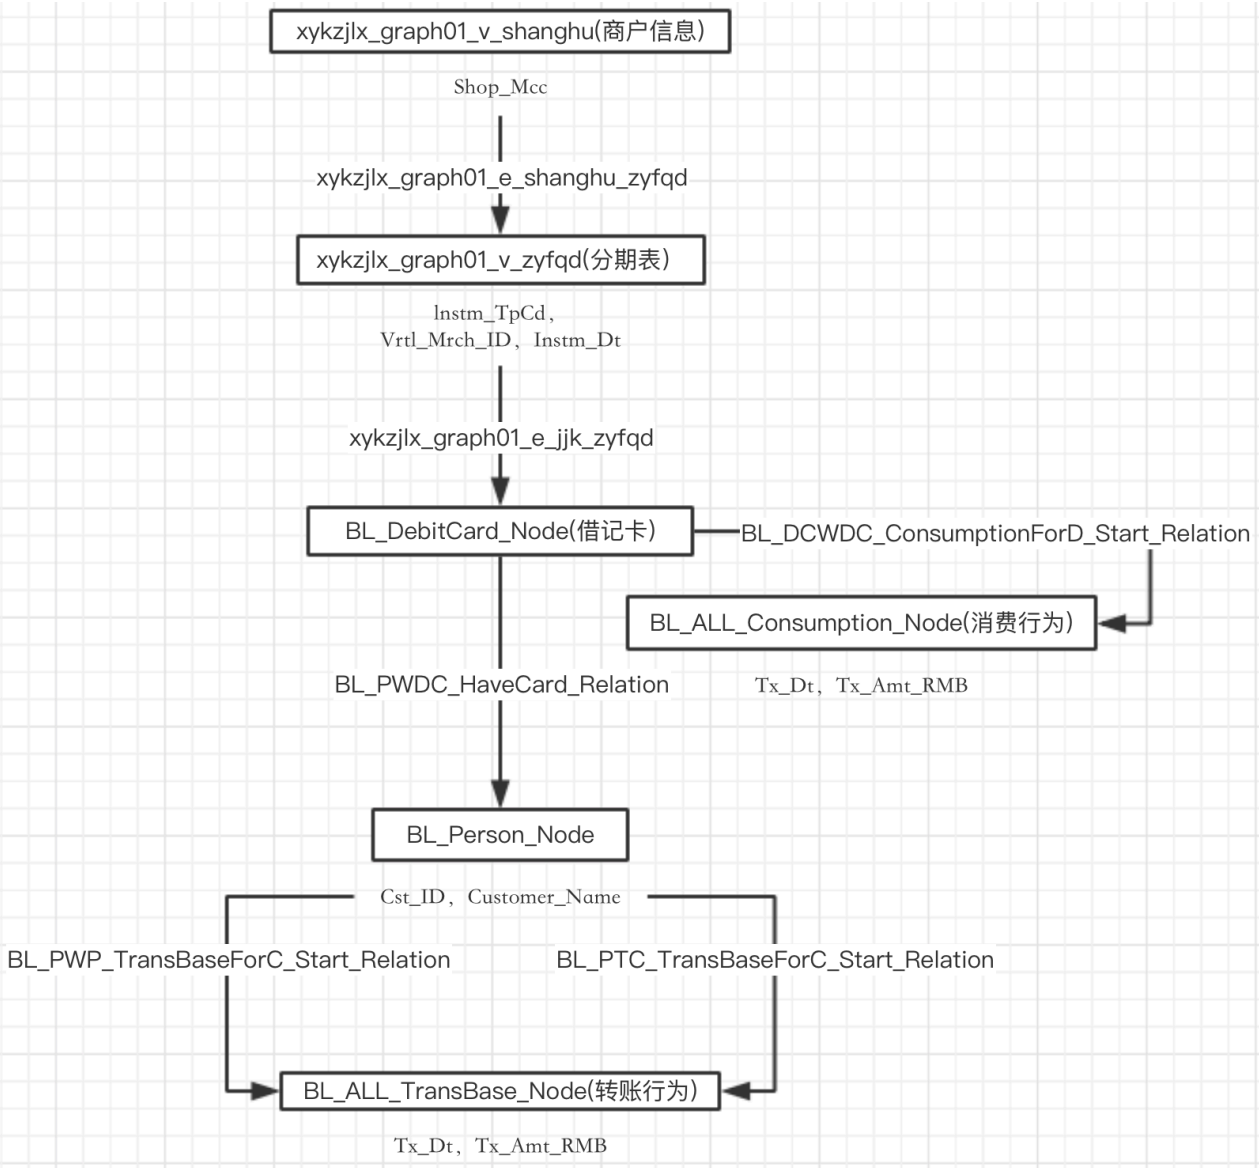 xykzjlx_graph01_v_shanghu(商户信息)
Shop_Mcc
xykzjlx_graph01_e_shanghu_zyfqd
xykzjlx_graph01_v_zyfqd(分期表)
lnstm_TpCd,
Vrtl_Mrch_ID, Instm_Dt
xykzjlx_graph01_e_jjk_zyfqd
BL_DebitCard_Node(借记卡)
BL_DCWDC_ConsumptionForD_Start_Relation
BL_ALL_Consumption_Node(消费行为)
BL_PWDC_HaveCard_Relation
Tx_Dt, Tx_Amt_RMB
BL_Person_Node
Cst_ID, Customer_Name
BL_PWP_TransBaseForC_Start_Relation
BL_PTC_TransBaseForC_Start_Relation
BL_ALL_TransBase_Node(转账行为)
Tx_Dt, Tx_Amt_RMB